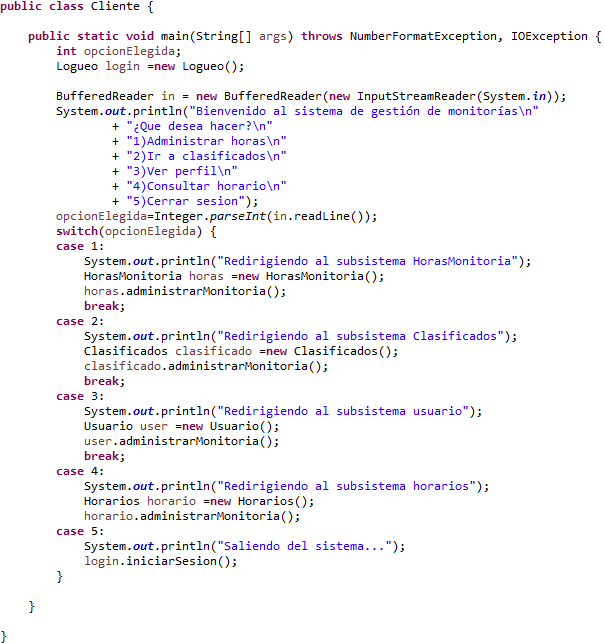 public class Cliente {
public static void main(String[] args) throws NumberFormatException, IOException {
int opcionElegida;
Logueo login =new Logueo();
BufferedReader in = new BufferedReader(new InputStreamReader(System.in));
System.out.println("Bienvenido al sistema de gestión de monitorías\n"
+ "¿Que desea hacer?\n"
+ "1)Administrar horas\n"
+ "2)Ir a clasificados\n"
+ "3)Ver perfil\n"
+ "4)Consultar horario\n"
+ "5)Cerrar sesion");
opcionElegida=Integer.parseInt(in.readLine());
switch(opcionElegida) {
case 1:
System.out.println("Redirigiendo al subsistema HorasMonitoria");
HorasMonitoria horas =new HorasMonitoria();
horas.administrarMonitoria();
break;
case 2:
System.out.println("Redirigiendo al subsistema Clasificados");
Clasificados clasificado =new Clasificados();
clasificado.administrarMonitoria();
break;
case 3:
System.out.println("Redirigiendo al subsistema usuario");
Usuario user =new Usuario();
user.administrarMonitoria();
break;
case 4:
System.out.println("Redirigiendo al subsistema horarios");
Horarios horario =new Horarios();
horario.administrarMonitoria();
case 5:
System.out.println("Saliendo del sistema...");
login.iniciarSesion();
}
}
}